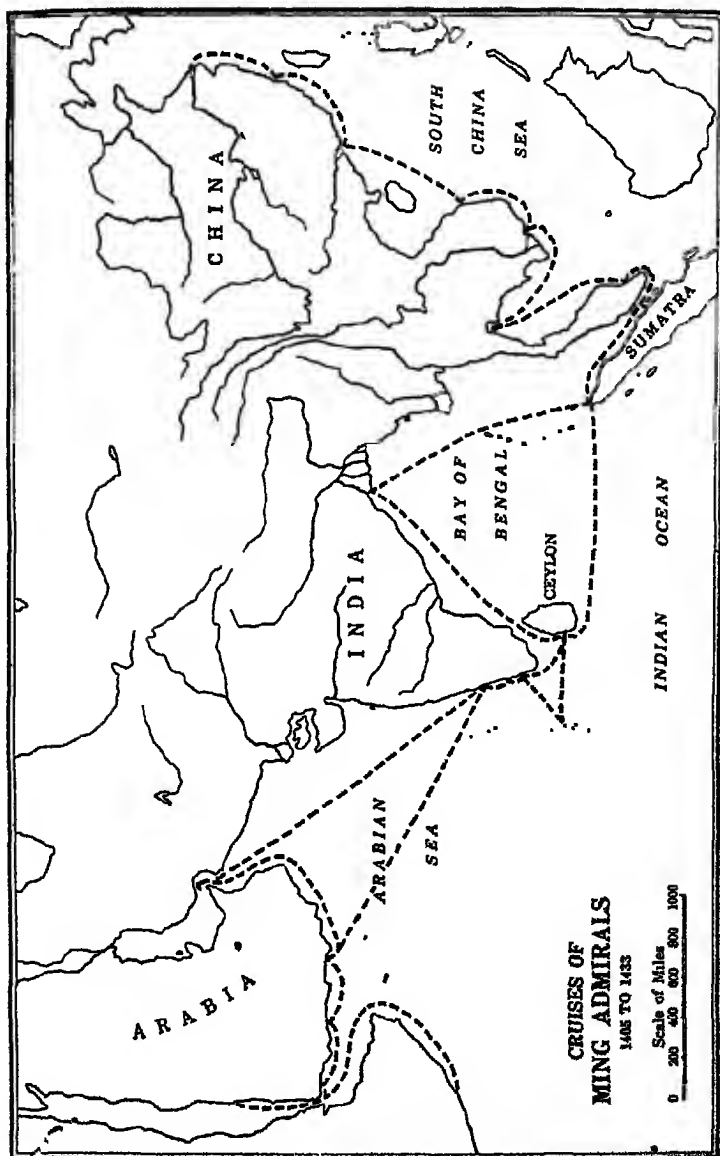 CHINA
SOUTH
CHINA
SEA
SUMATRA
BAY OF
BENGAL
INDIA
CEYLON
INDIAN OCEAN
ARABIAN
SEA
ARABIA
CRUISES OF
MING ADMIRALS
1405 TO 1433
Scale of Miles
0 200 400 600 800 1000